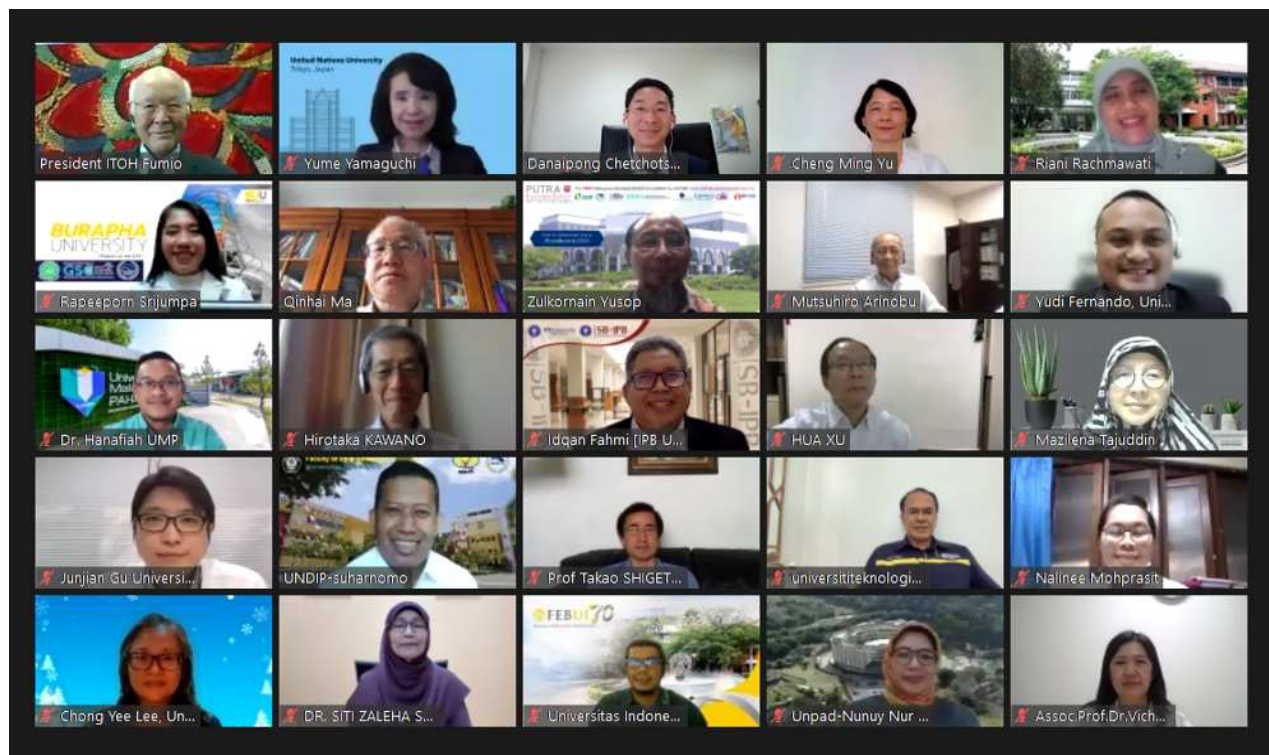 President ITOH Fumio
United Nations University
Tokyo, Japan
Yume Yamaguchi
Danaipong Chetchots...
Cheng Ming Yu
Riani Rachmawati
BURAPHA
UNIVERSITY
GS
Rapeeporn Srijumpa
Qinhai Ma
PUTRA
Zulkornain Yusop
Mutsuhiro Arinobu
Yudi Fernando, Uni...
Dr. Hanafiah UMP
Hirotaka KAWANO
SB-IPB
SB-IPB
Idqan Fahmi [IPB U...
HUA XU
Mazilena Tajuddin
Junjian Gu Universi...
UNDIP-suharnomo
Prof Takao SHIGET...
universititeknologi...
Nalinee Mohprasit
Chong Yee Lee, Un...
DR. SITI ZALEHA S...
FEBUI 70
Universitas Indone...
Unpad-Nunuy Nur ...
Assoc.Prof.Dr.Vich...